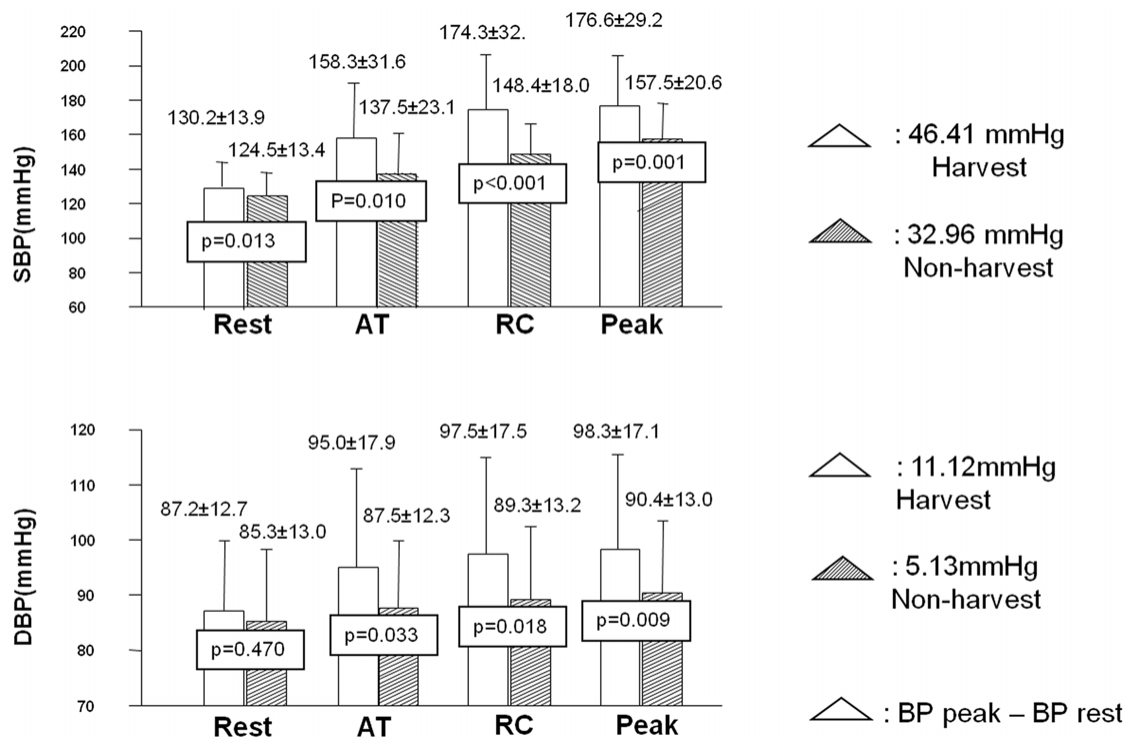 SBP(mmHg)
220
200
180
160
140
120
100
80
60
130.2±13.9
124.5±13.4
158.3±31.6
137.5±23.1
174.3±32.
148.4±18.0
176.6±29.2
157.5±20.6
p=0.013
P=0.010
p<0.001
p=0.001
Rest
AT
RC
Peak
: 46.41 mmHg
Harvest
: 32.96 mmHg
Non-harvest
DBP(mmHg)
120
110
100
90
80
70
87.2±12.7
85.3±13.0
95.0±17.9
87.5±12.3
97.5±17.5
89.3±13.2
98.3±17.1
90.4±13.0
p=0.470
p=0.033
p=0.018
p=0.009
Rest
AT
RC
Peak
: 11.12mmHg
Harvest
: 5.13mmHg
Non-harvest
: BP peak – BP rest